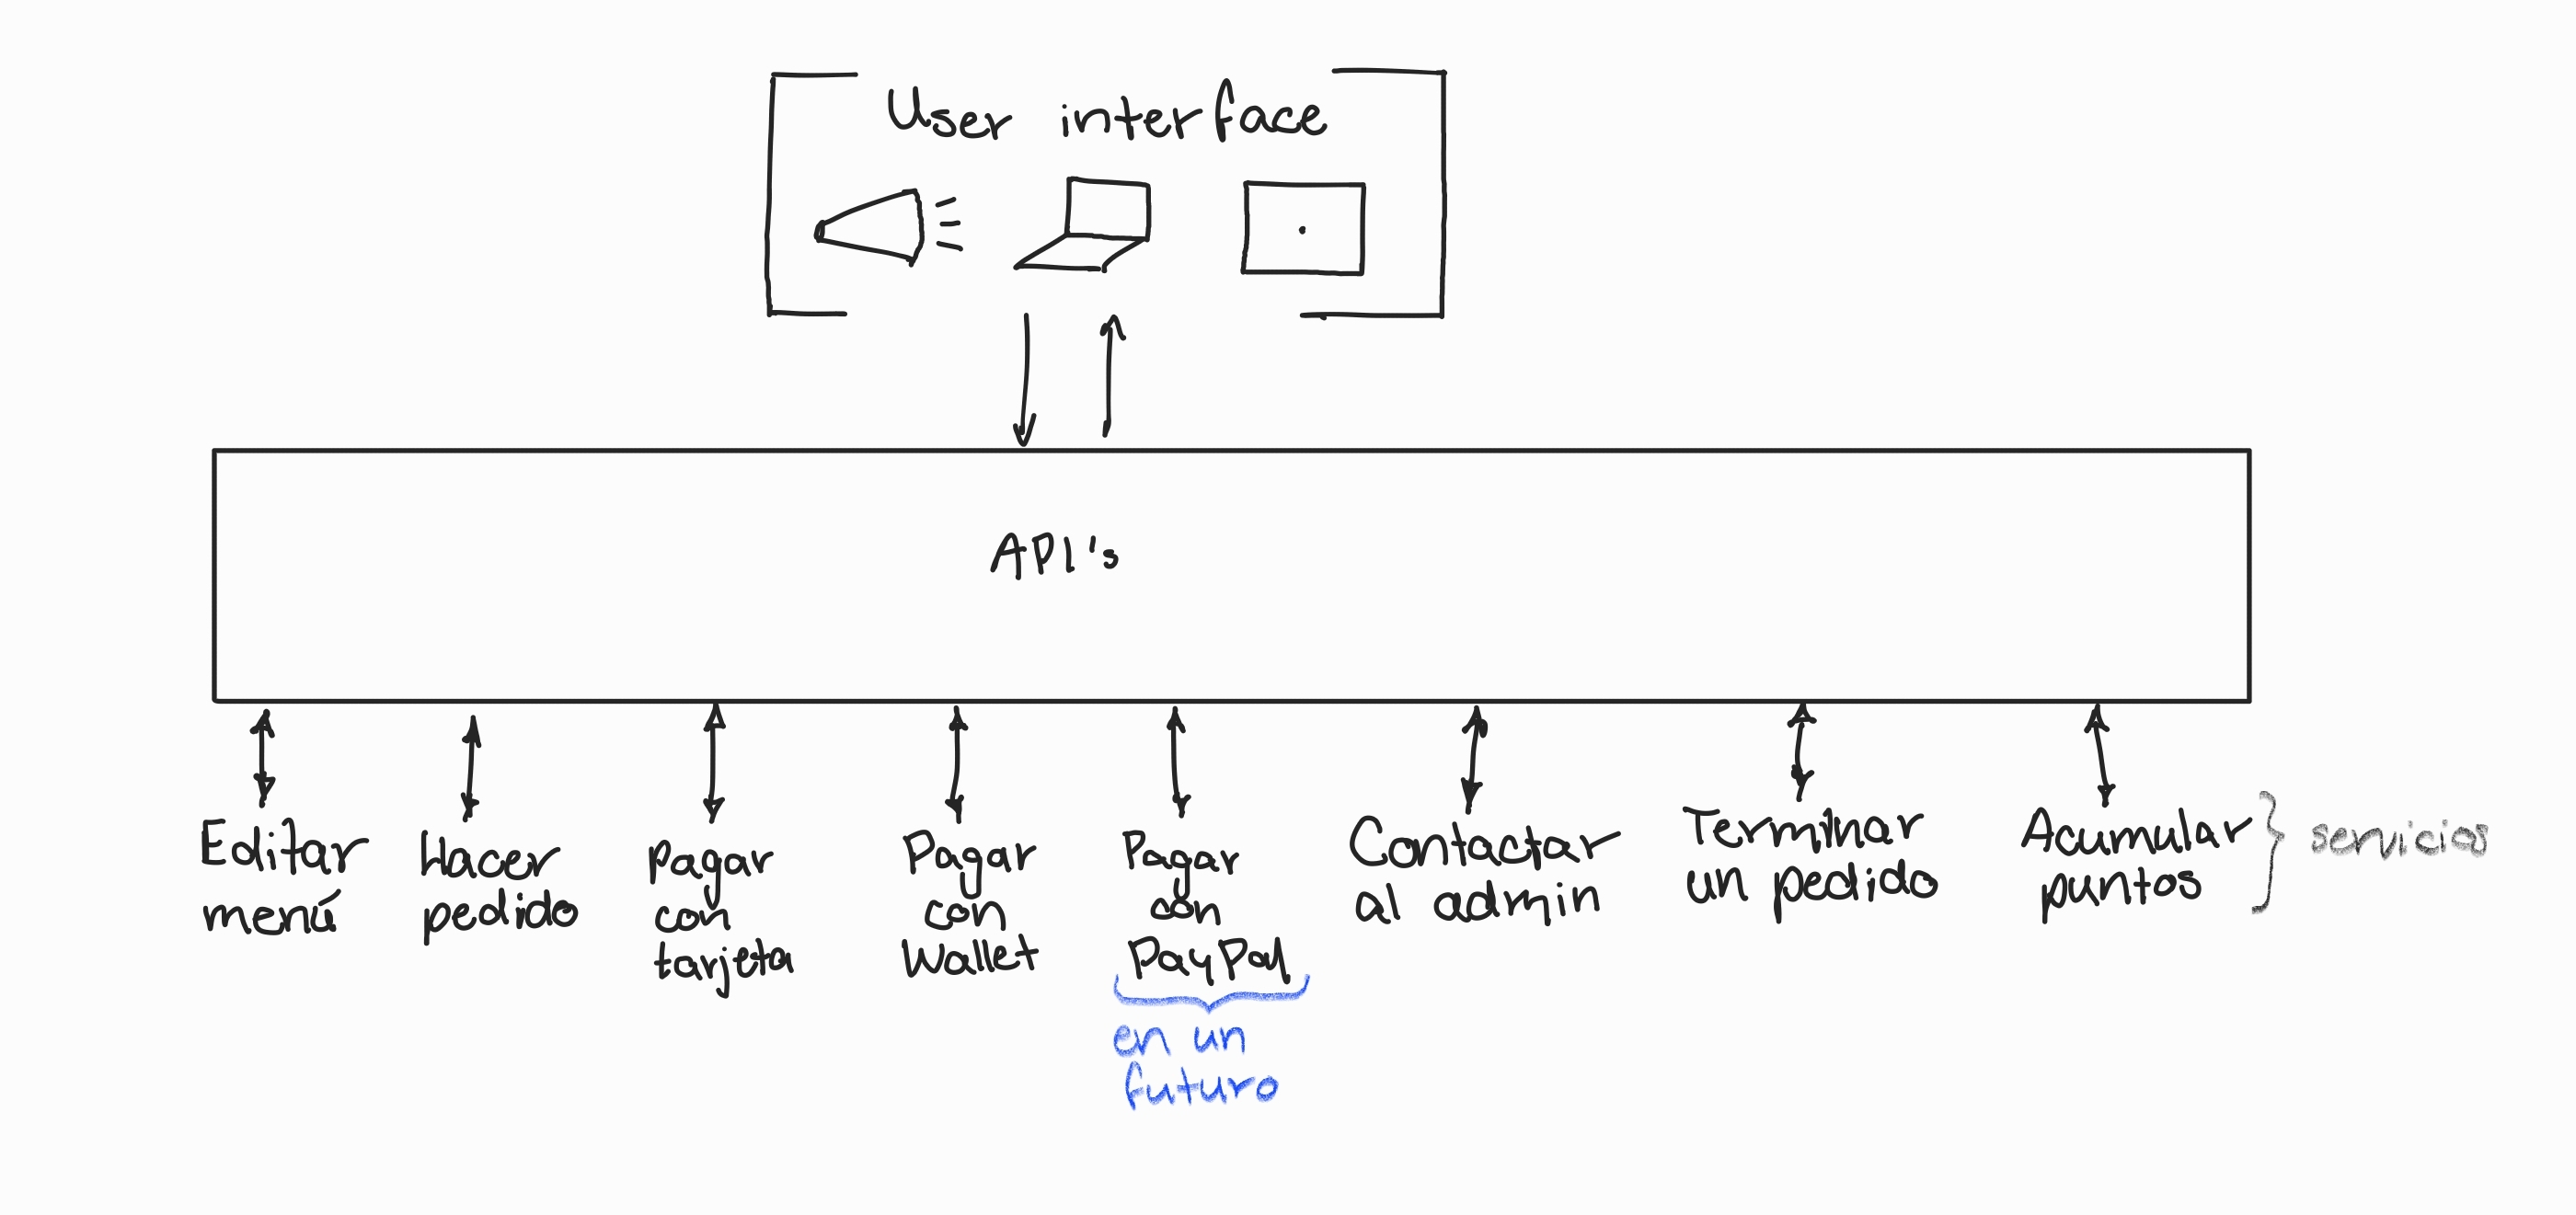 User interface
API's
Editar
menú
Hacer
pedido
Pagar
con
tarjeta
Pagar
con
Wallet
Pagar
con
PayPal
en un
futuro
Contactar
al admin
Terminar
un pedido
Acumular
puntos
servicios